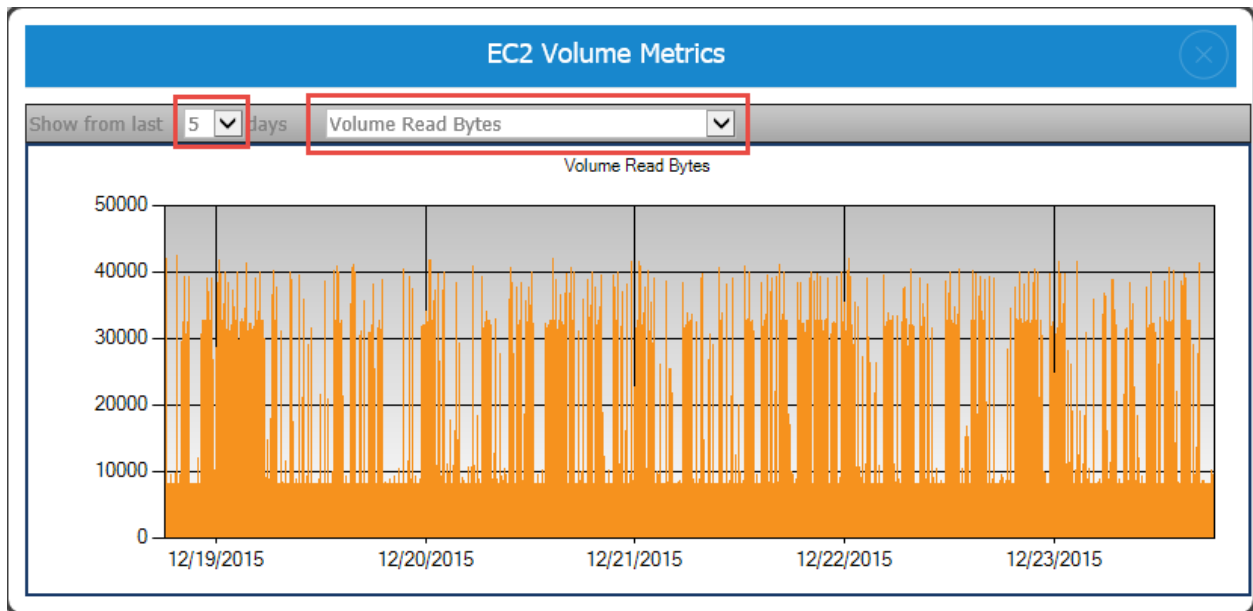 EC2 Volume Metrics
Show from last 5 days Volume Read Bytes
Volume Read Bytes
50000
40000
30000
20000
10000
0
12/19/2015 12/20/2015 12/21/2015 12/22/2015 12/23/2015